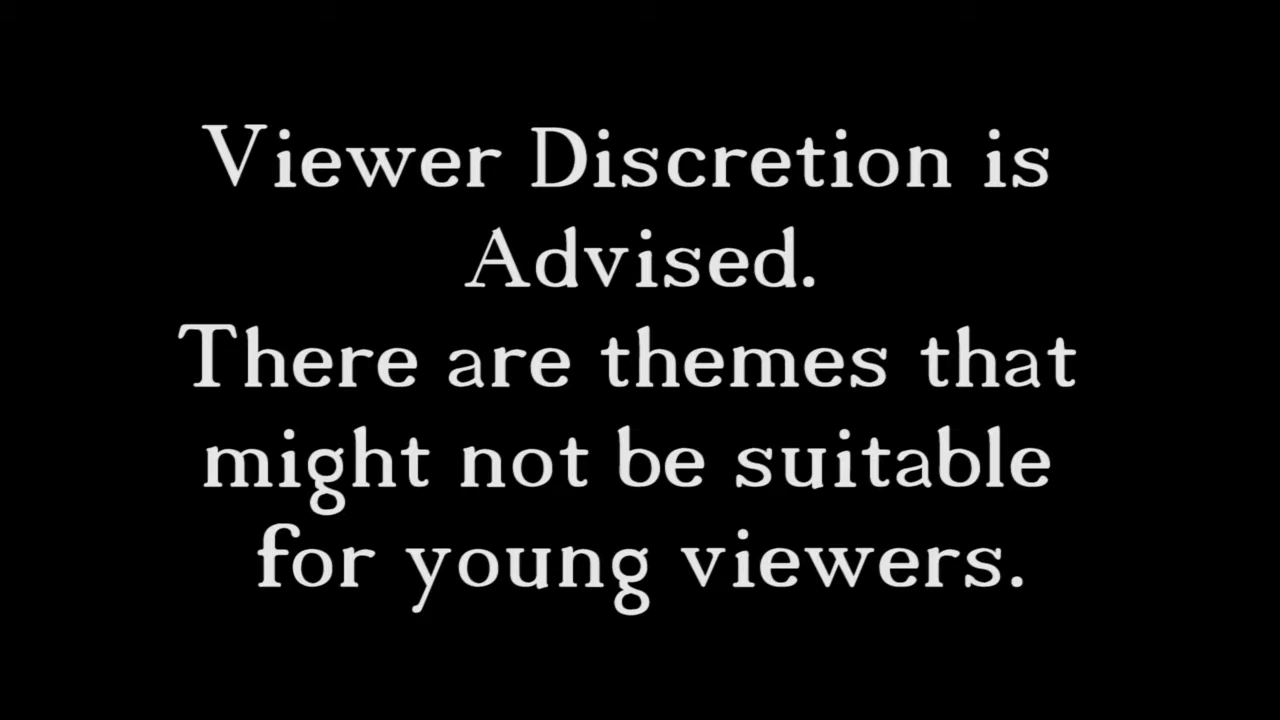 Viewer Discretion is
Advised.
There are themes that
might not be suitable
for young viewers.